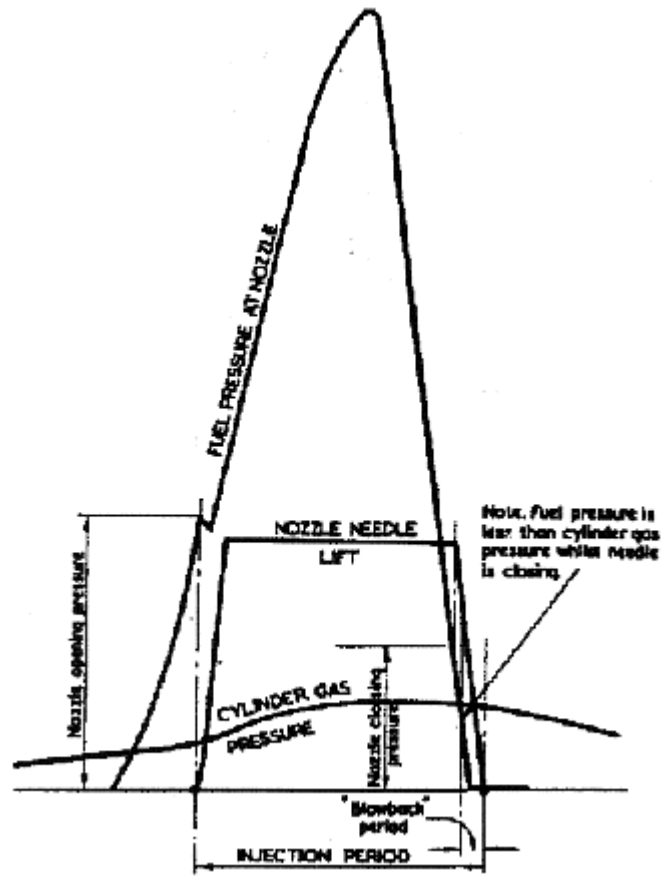 FUEL PRESSURE AT NOZZLE
Nozzle opening pressure
NOZZLE NEEDLE
LIFT
Note. Fuel pressure is
less than cylinder gas
pressure whilst needle
is closing.
CYLINDER GAS
PRESSURE
Nozzle closing
pressure
"Blowback"
period
INJECTION PERIOD